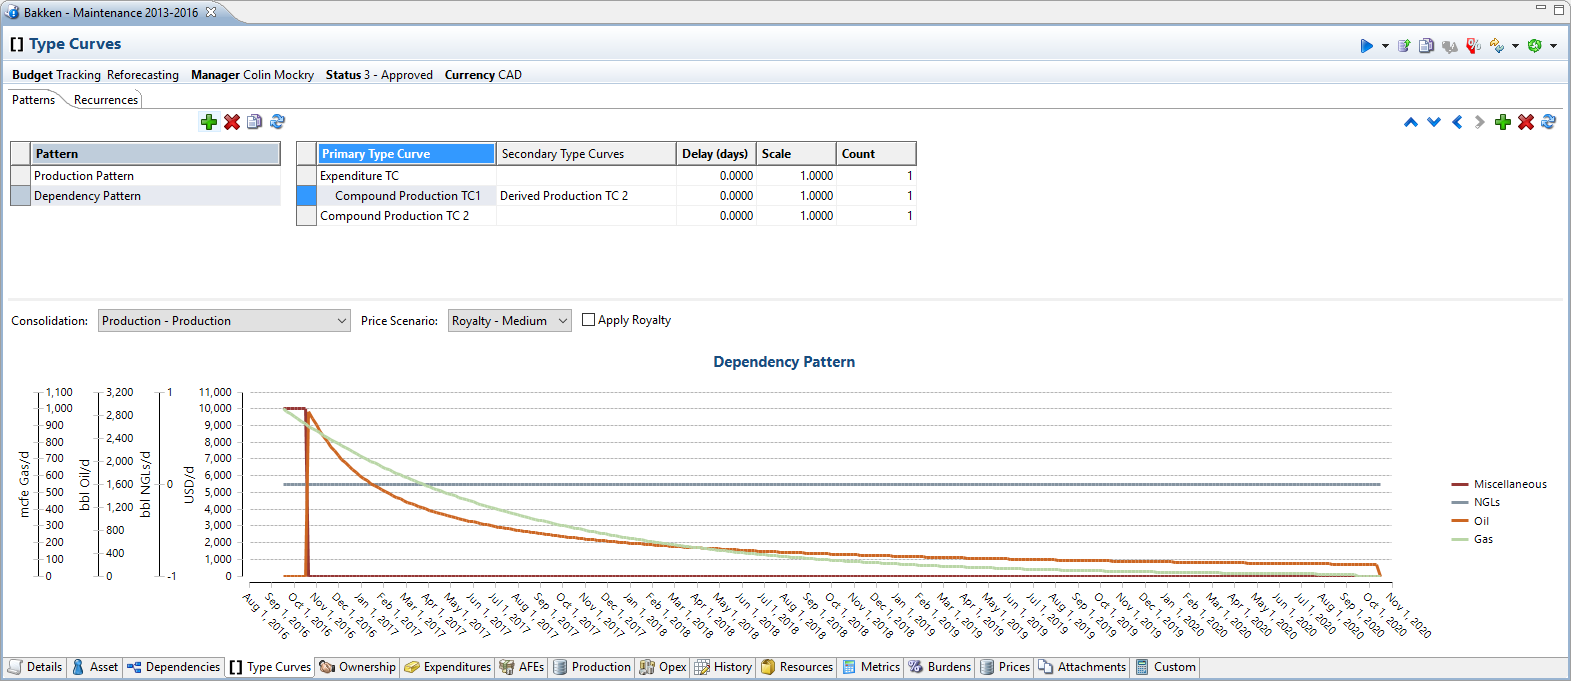 Bakken - Maintenance 2013-2016
[] Type Curves
Budget Tracking Reforecasting Manager Colin Mockry Status 3 - Approved Currency CAD
Patterns Recurrences
Pattern
Production Pattern
Dependency Pattern
Primary Type Curve Secondary Type Curves Delay (days) Scale Count
Expenditure TC 0.0000 1.0000 1
Compound Production TC1 Derived Production TC 2 0.0000 1.0000 1
Compound Production TC 2 0.0000 1.0000 1
Consolidation: Production - Production Price Scenario: Royalty - Medium Apply Royalty
Dependency Pattern
mcfe Gas/d
1,100
1,000
900
800
700
600
500
400
300
200
100
0
bbl Oil/d
3,200
2,800
2,400
2,000
1,600
1,200
800
400
0
bbl NGLs/d
1
0
-1
USD/d
11,000
10,000
9,000
8,000
7,000
6,000
5,000
4,000
3,000
2,000
1,000
0
Aug 1, 2016
Sep 1, 2016
Oct 1, 2016
Nov 1, 2016
Dec 1, 2016
Jan 1, 2017
Feb 1, 2017
Mar 1, 2017
Apr 1, 2017
May 1, 2017
Jun 1, 2017
Jul 1, 2017
Aug 1, 2017
Sep 1, 2017
Oct 1, 2017
Nov 1, 2017
Dec 1, 2017
Jan 1, 2018
Feb 1, 2018
Mar 1, 2018
Apr 1, 2018
May 1, 2018
Jun 1, 2018
Jul 1, 2018
Aug 1, 2018
Sep 1, 2018
Oct 1, 2018
Nov 1, 2018
Dec 1, 2018
Jan 1, 2019
Feb 1, 2019
Mar 1, 2019
Apr 1, 2019
May 1, 2019
Jun 1, 2019
Jul 1, 2019
Aug 1, 2019
Sep 1, 2019
Oct 1, 2019
Nov 1, 2019
Dec 1, 2019
Jan 1, 2020
Feb 1, 2020
Mar 1, 2020
Apr 1, 2020
May 1, 2020
Jun 1, 2020
Jul 1, 2020
Aug 1, 2020
Sep 1, 2020
Oct 1, 2020
Nov 1, 2020
Miscellaneous
NGLs
Oil
Gas
Details Asset Dependencies [] Type Curves Ownership Expenditures AFEs Production Opex History Resources Metrics Burdens Prices Attachments Custom